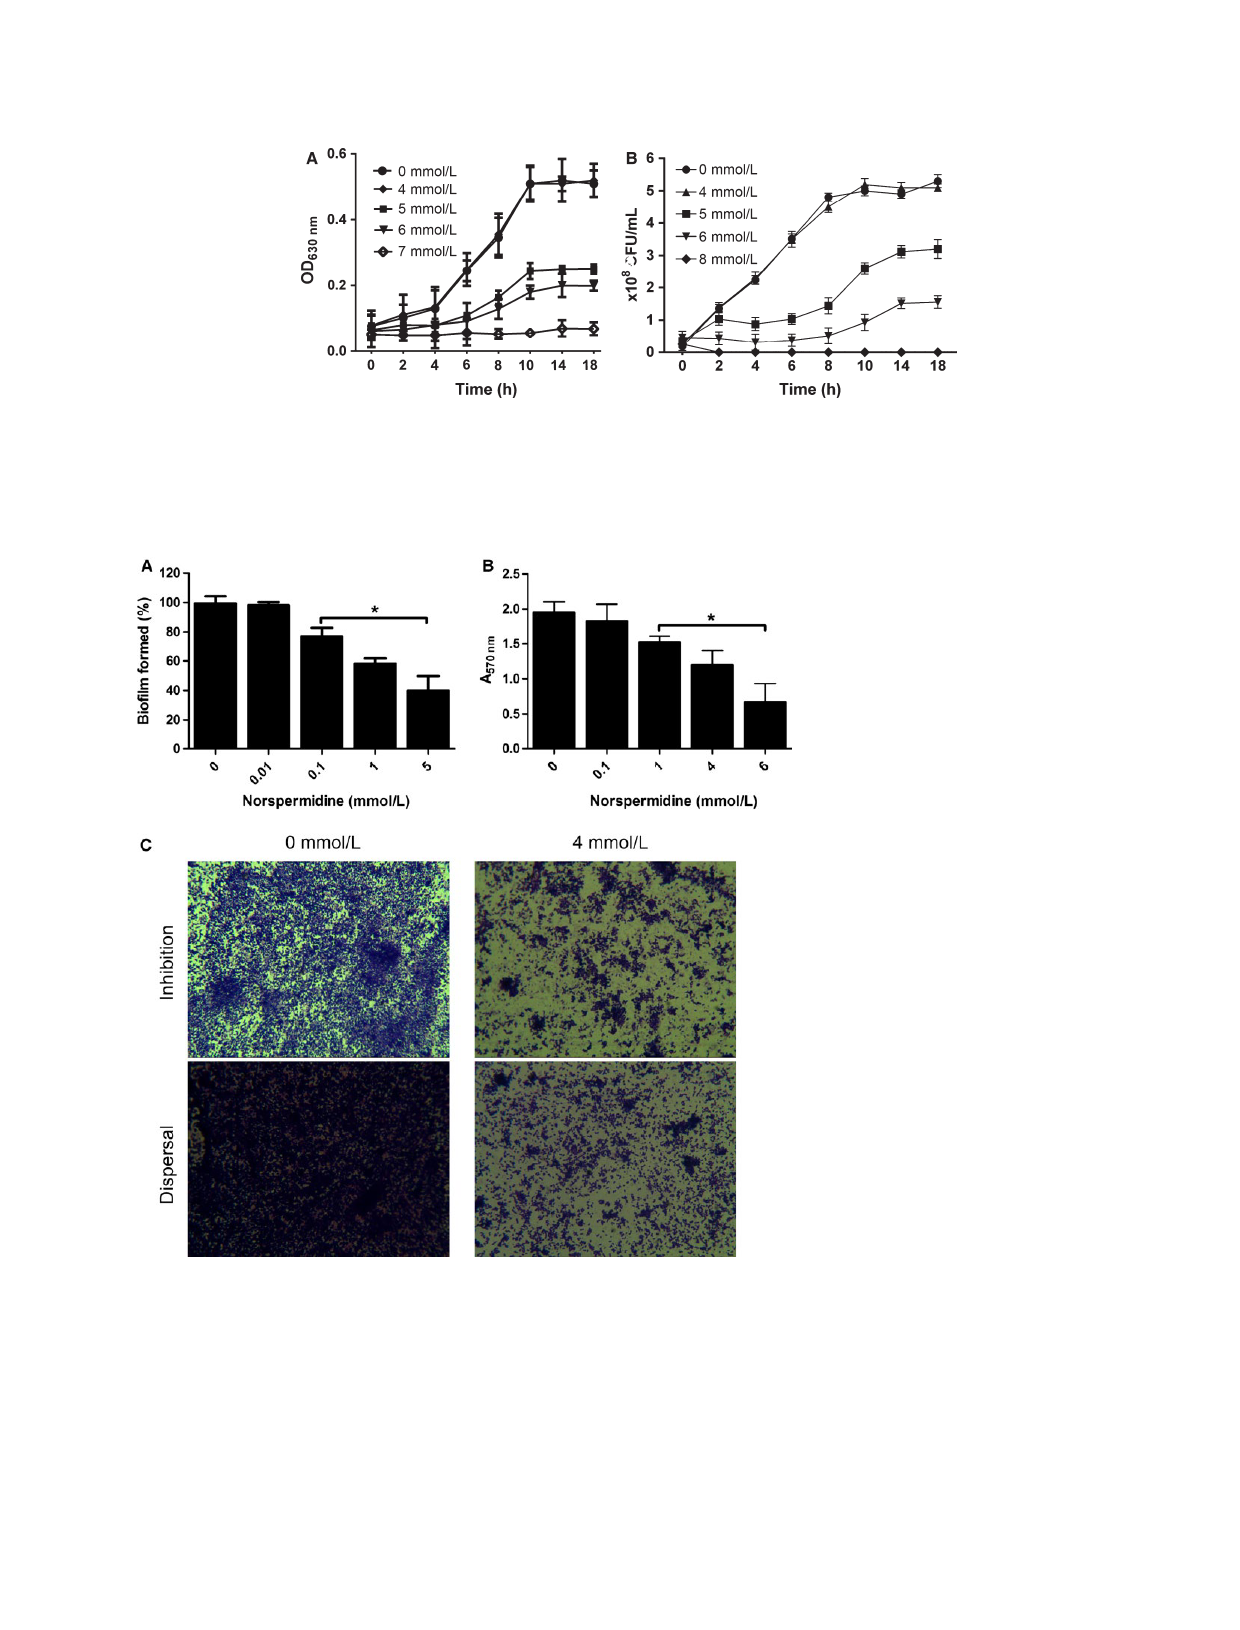 A
0.6
0.4
0.2
0.0
OD630 nm
0 mmol/L
4 mmol/L
5 mmol/L
6 mmol/L
7 mmol/L
0 2 4 6 8 10 14 18
Time (h)
B
6
5
4
3
2
1
0
x10⁸ CFU/mL
0 mmol/L
4 mmol/L
5 mmol/L
6 mmol/L
8 mmol/L
0 2 4 6 8 10 14 18
Time (h)
A
120
100
80
60
40
20
0
Biofilm formed (%)
*
0 0.01 0.1 1 5
Norspermidine (mmol/L)
B
2.5
2.0
1.5
1.0
0.5
0.0
A570 nm
*
0 0.1 1 4 6
Norspermidine (mmol/L)
C
0 mmol/L 4 mmol/L
Inhibition
Dispersal